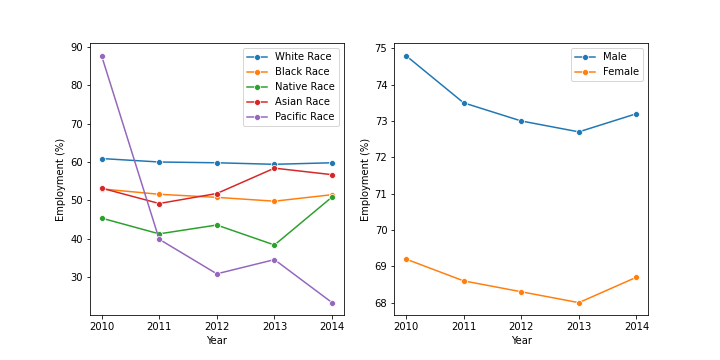 90
80
70
60
50
40
30
Employment (%)
2010 2011 2012 2013 2014
Year
White Race
Black Race
Native Race
Asian Race
Pacific Race
75
74
73
72
71
70
69
68
Employment (%)
2010 2011 2012 2013 2014
Year
Male
Female